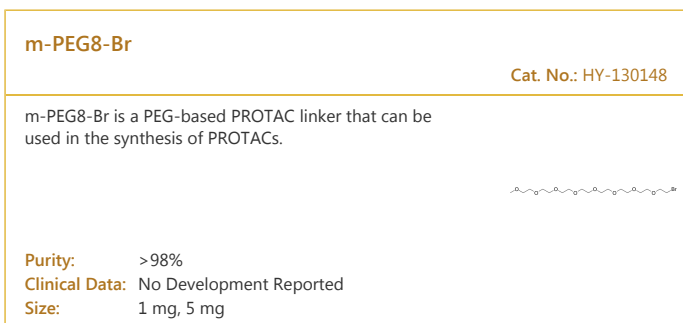 m-PEG8-Br
Cat. No.: HY-130148
m-PEG8-Br is a PEG-based PROTAC linker that can be
used in the synthesis of PROTACs.
O O O O O O O O Br
Purity: >98%
Clinical Data: No Development Reported
Size: 1 mg, 5 mg